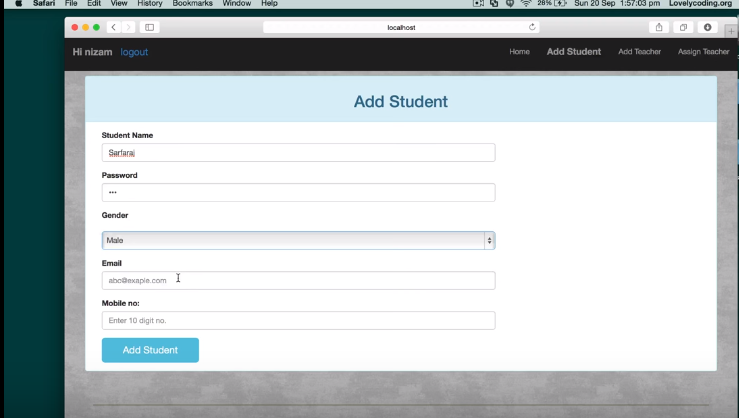 Safari File Edit View History Bookmarks Window Help 28% Sun 20 Sep 1:57:03 pm Lovelycoding.org
localhost
Hi nizam logout Home Add Student Add Teacher Assign Teacher
Add Student
Student Name
Sarfaraj
Password
•••
Gender
Male
Email
abc@exaple.com
Mobile no:
Enter 10 digit no.
Add Student